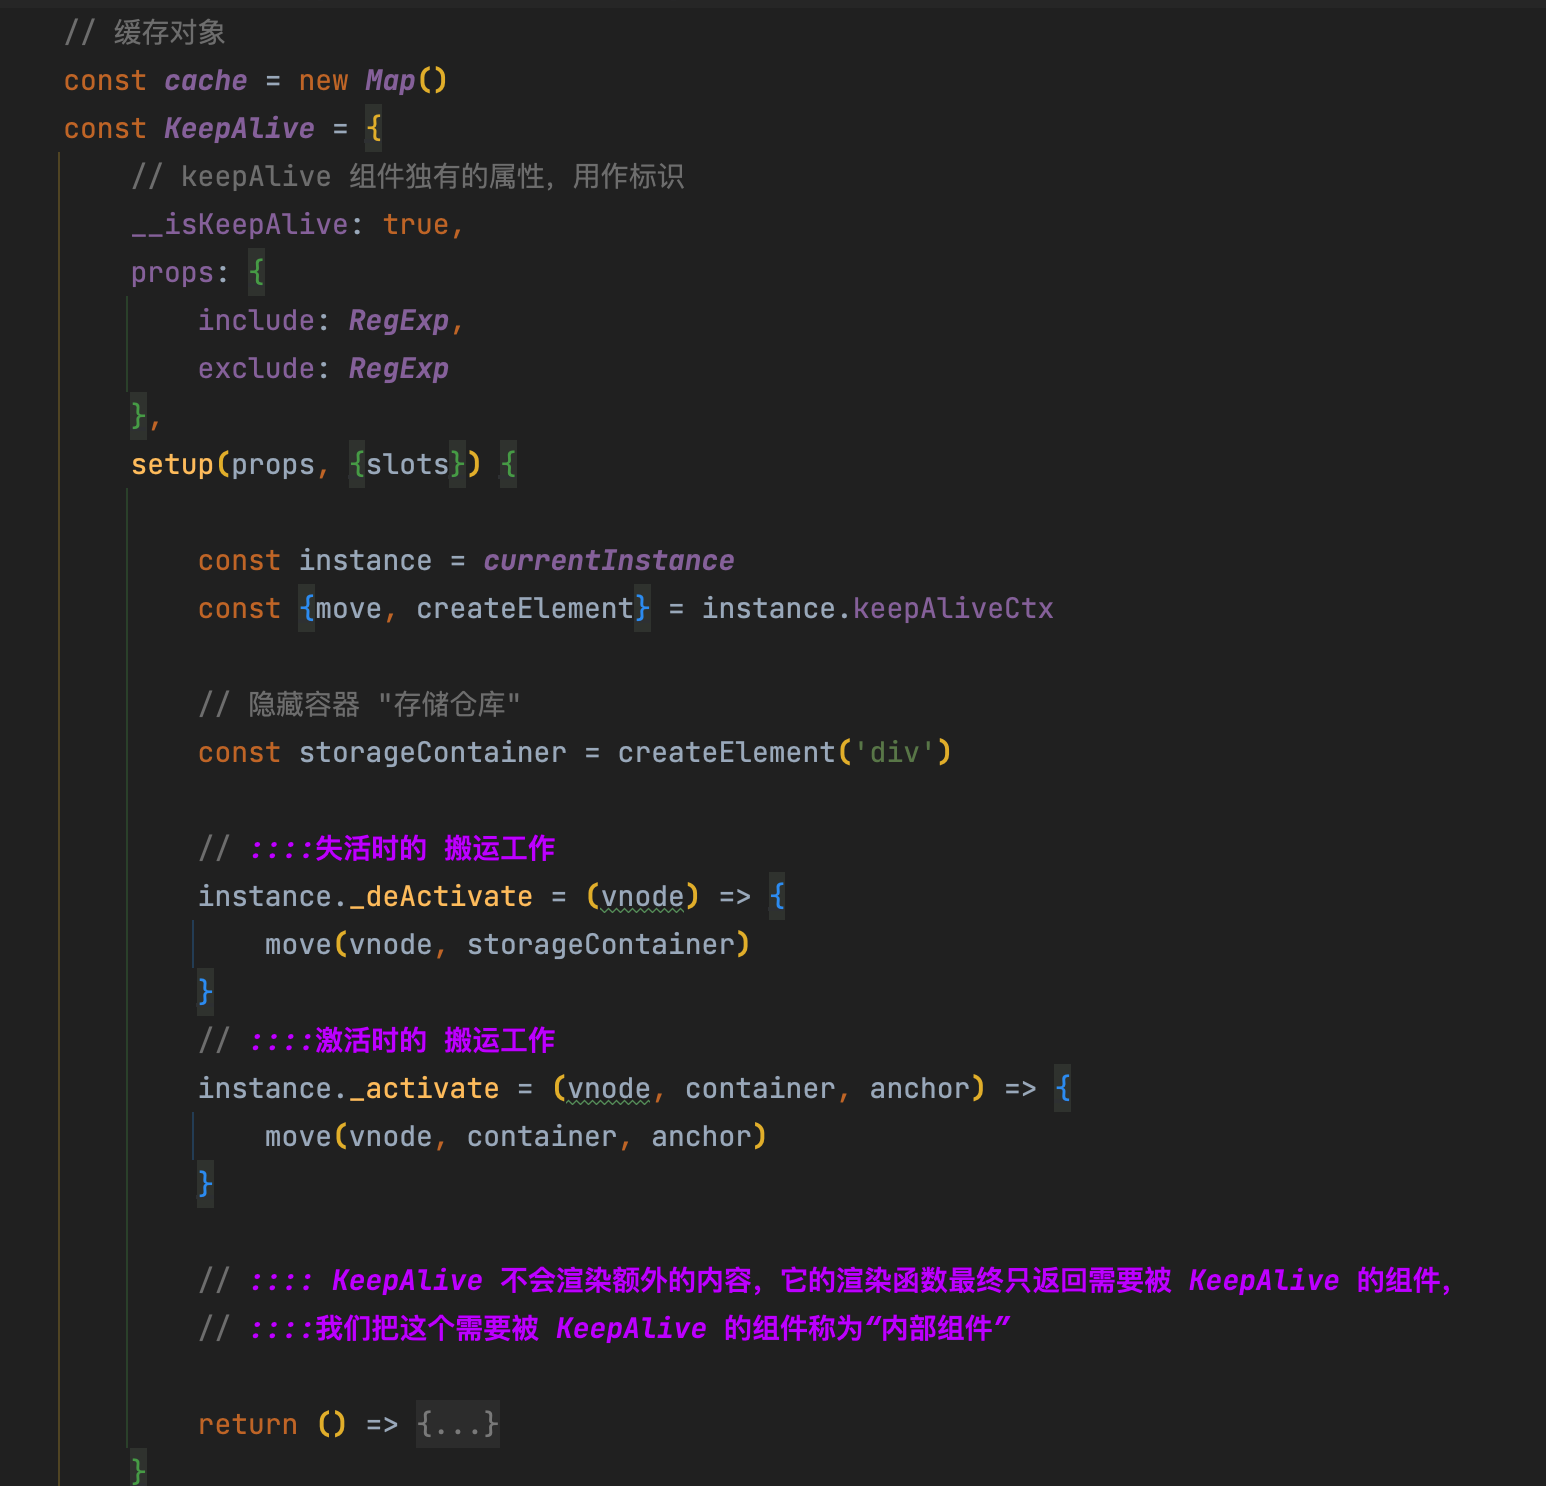 // 缓存对象
const cache = new Map()
const KeepAlive = {
// keepAlive 组件独有的属性，用作标识
__isKeepAlive: true,
props: {
include: RegExp,
exclude: RegExp
},
setup(props, {slots}) {
const instance = currentInstance
const {move, createElement} = instance.keepAliveCtx
// 隐藏容器 "存储仓库"
const storageContainer = createElement('div')
// ::::失活时的 搬运工作
instance._deActivate = (vnode) => {
move(vnode, storageContainer)
}
// ::::激活时的 搬运工作
instance._activate = (vnode, container, anchor) => {
move(vnode, container, anchor)
}
// :::: KeepAlive 不会渲染额外的内容，它的渲染函数最终只返回需要被 KeepAlive 的组件，
// ::::我们把这个需要被 KeepAlive 的组件称为“内部组件”
return () => {...}
}